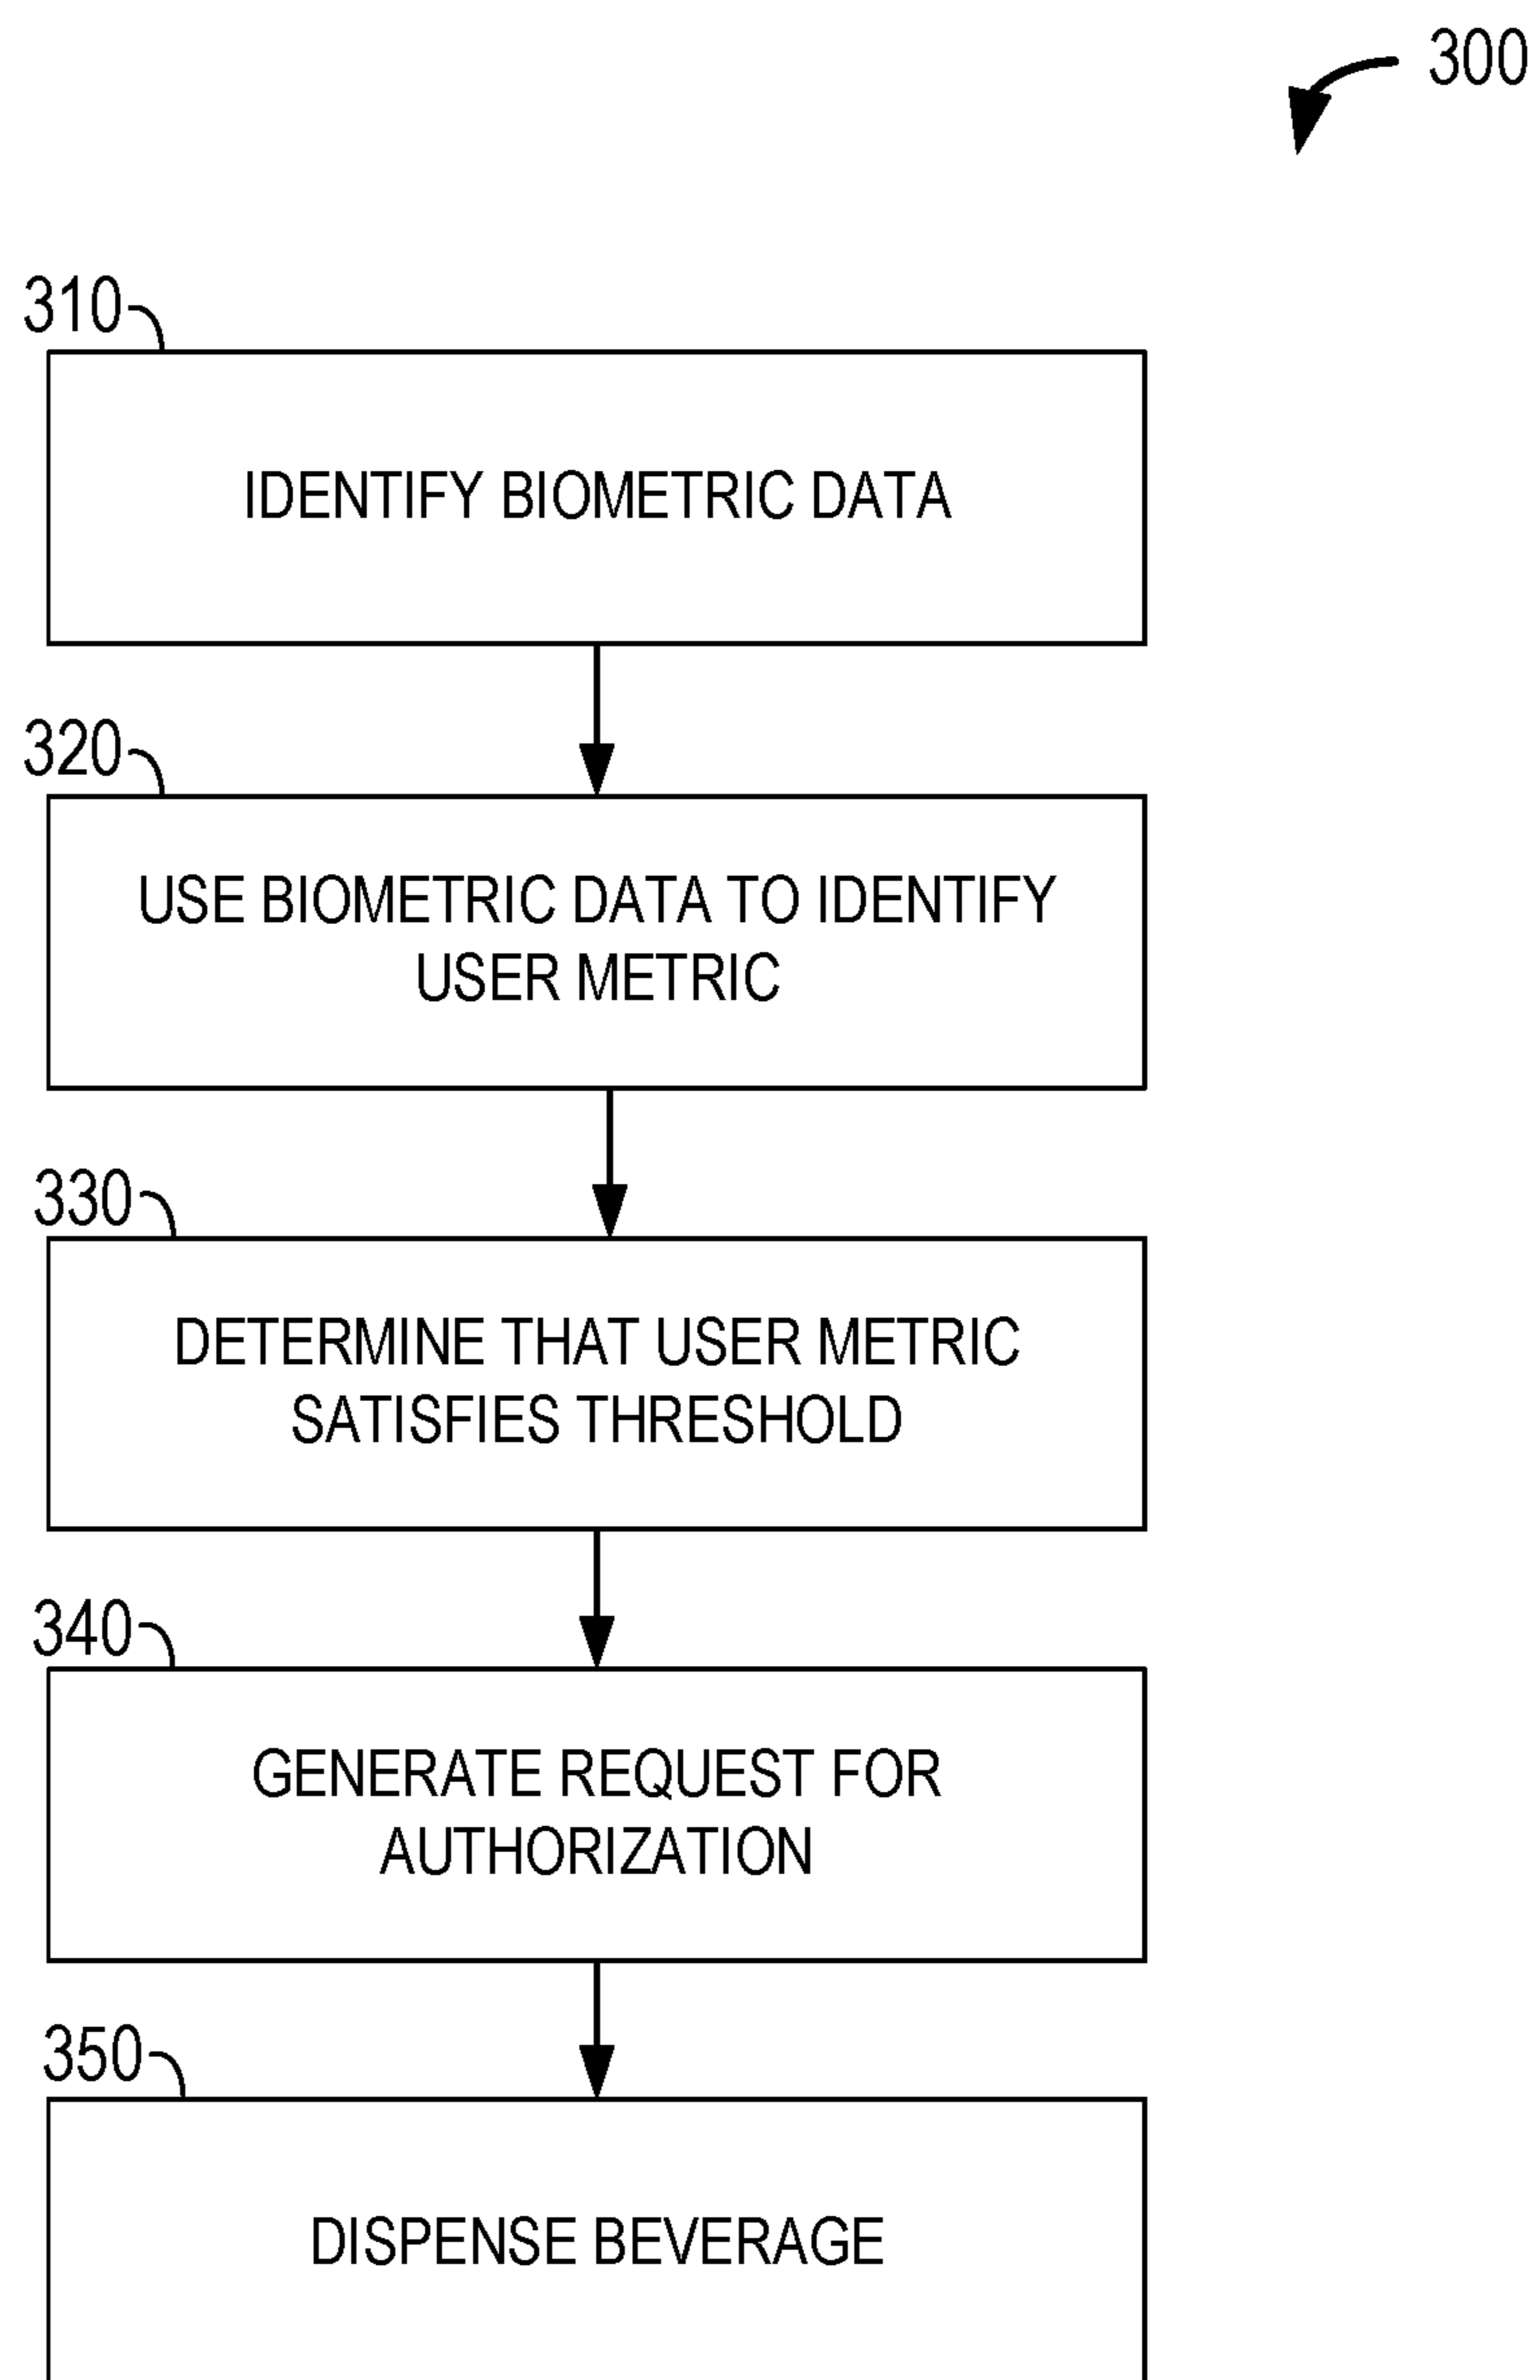 300
310
IDENTIFY BIOMETRIC DATA
320
USE BIOMETRIC DATA TO IDENTIFY
USER METRIC
330
DETERMINE THAT USER METRIC
SATISFIES THRESHOLD
340
GENERATE REQUEST FOR
AUTHORIZATION
350
DISPENSE BEVERAGE